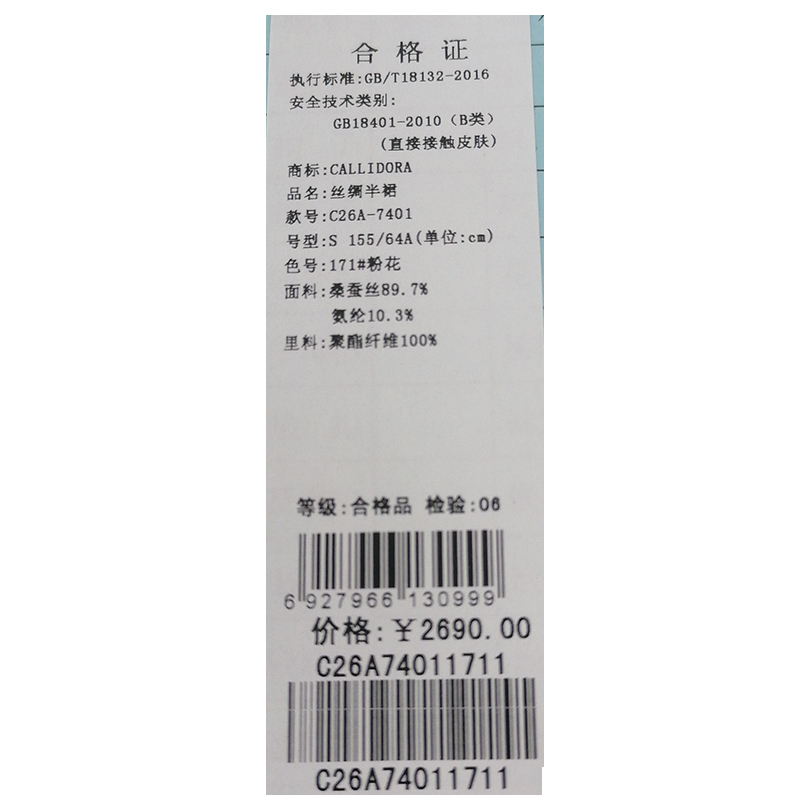 合格证
执行标准:GB/T18132-2016
安全技术类别:
GB18401-2010（B类）
(直接接触皮肤)
商标:CALLIDORA
品名:丝绸半裙
款号:C26A-7401
号型:S 155/64A(单位:cm)
色号:171#粉花
面料:桑蚕丝89.7%
氨纶10.3%
里料:聚酯纤维100%
等级:合格品 检验:06
6 927966 130999
价格:￥2690.00
C26A74011711
C26A74011711